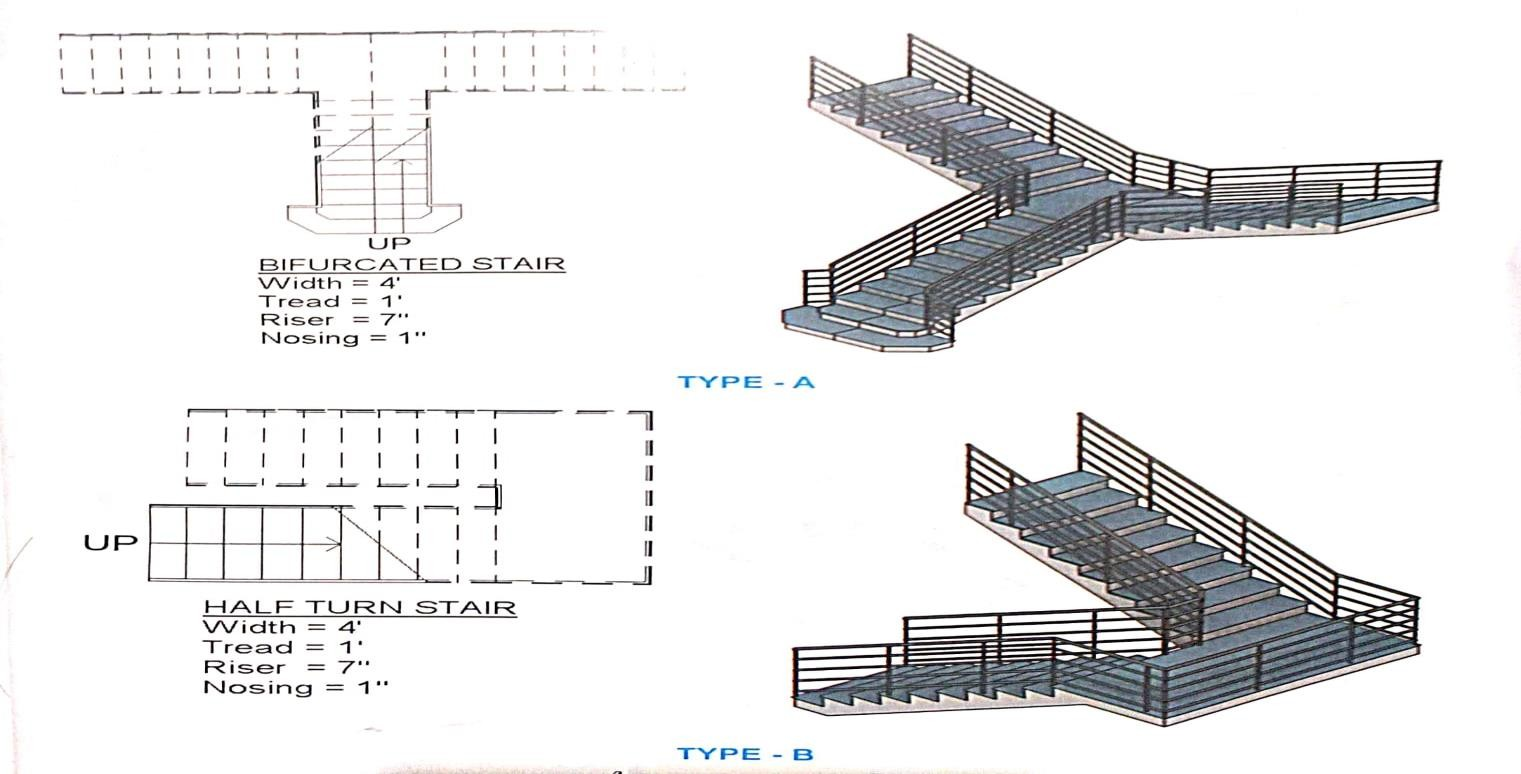 UP
BIFURCATED STAIR
Width = 4'
Tread = 1'
Riser = 7"
Nosing = 1"
TYPE - A
UP
HALF TURN STAIR
Width = 4'
Tread = 1'
Riser = 7"
Nosing = 1"
TYPE - B